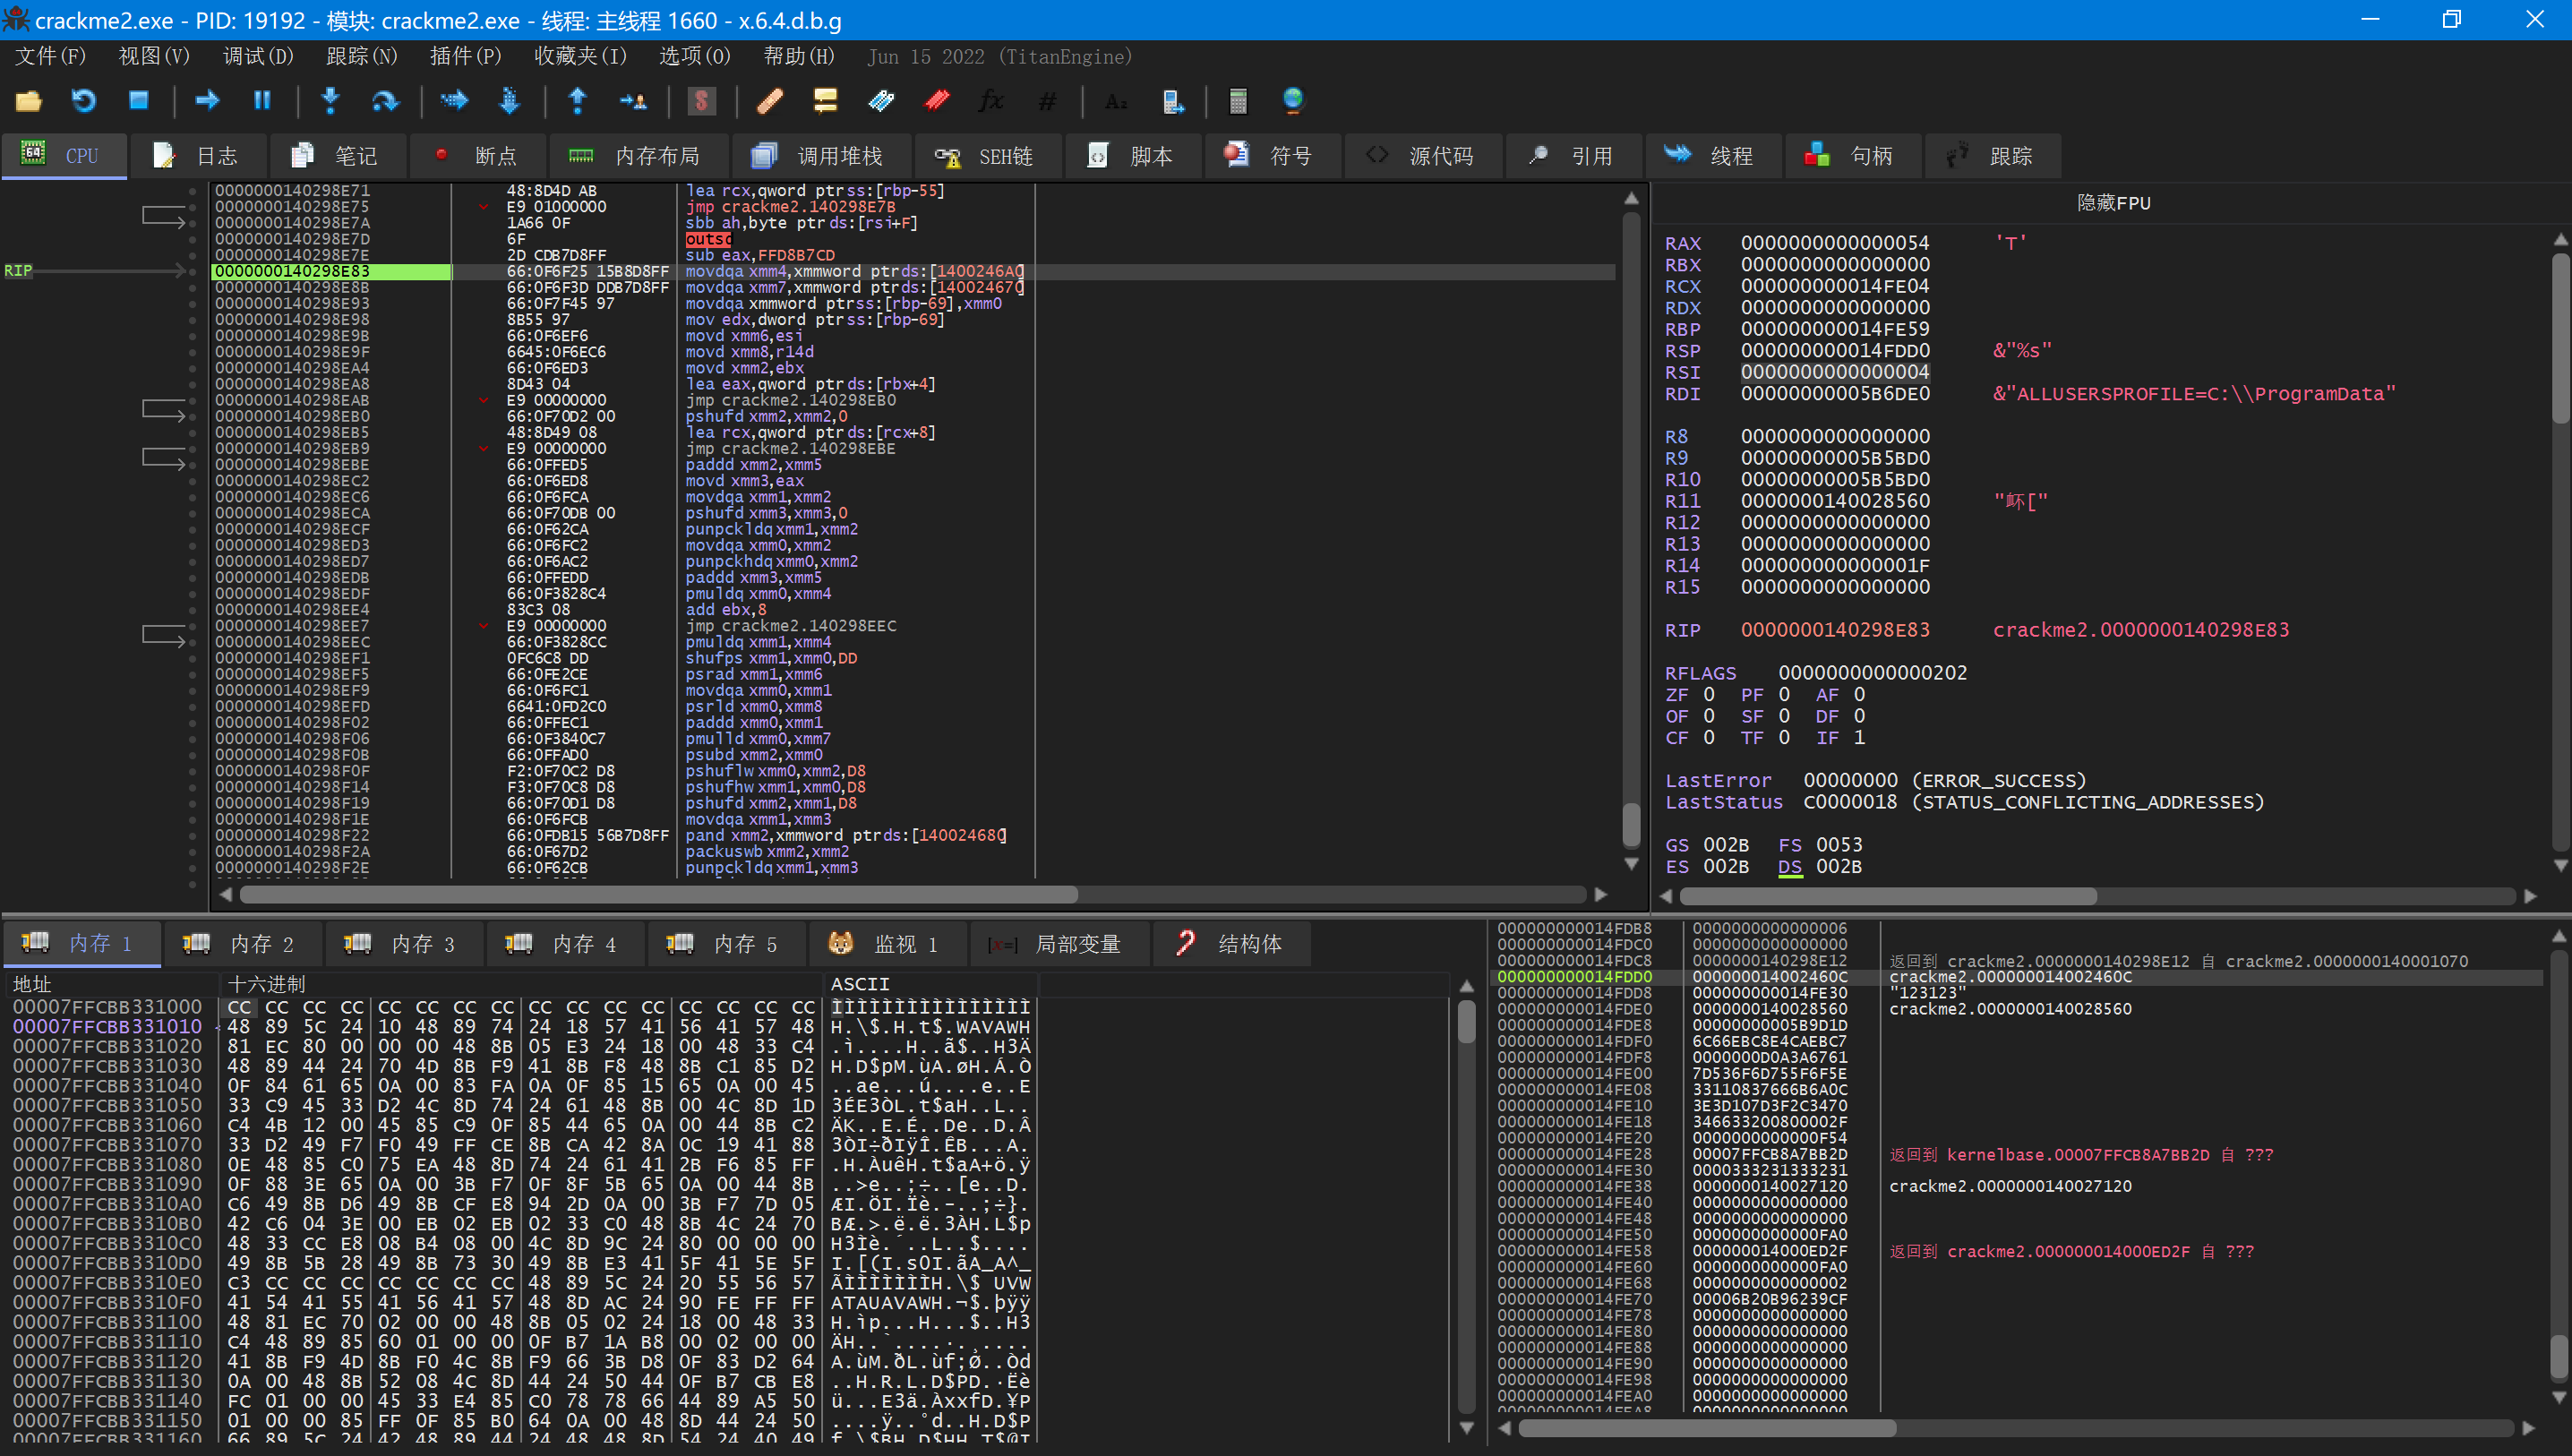 crackme2.exe - PID: 19192 - 模块: crackme2.exe - 线程: 主线程 1660 - x.6.4.d.b.g
文件(F) 视图(V) 调试(D) 跟踪(N) 插件(P) 收藏夹(I) 选项(O) 帮助(H) Jun 15 2022 (TitanEngine)
CPU 日志 笔记 断点 内存布局 调用堆栈 SEH链 脚本 符号 源代码 引用 线程 句柄 跟踪
0000000140298E71 48:8D4D AB lea rcx,qword ptr ss:[rbp-55]
0000000140298E75 E9 01000000 jmp crackme2.140298E7B
0000000140298E7A 1A66 0F sbb ah,byte ptr ds:[rsi+F]
0000000140298E7D 6F outsd
0000000140298E7E 2D CDB7D8FF sub eax,FFD8B7CD
RIP 0000000140298E83 66:0F6F25 15B8D8FF movdqa xmm4,xmmword ptr ds:[1400246A0]
0000000140298E8B 66:0F6F3D DDB7D8FF movdqa xmm7,xmmword ptr ds:[140024670]
0000000140298E93 66:0F7F45 97 movdqa xmmword ptr ss:[rbp-69],xmm0
0000000140298E98 8B55 97 mov edx,dword ptr ss:[rbp-69]
0000000140298E9B 66:0F6EF6 movd xmm6,esi
0000000140298E9F 6645:0F6EC6 movd xmm8,r14d
0000000140298EA4 66:0F6ED3 movd xmm2,ebx
0000000140298EA8 8D43 04 lea eax,qword ptr ds:[rbx+4]
0000000140298EAB E9 00000000 jmp crackme2.140298EB0
0000000140298EB0 66:0F70D2 00 pshufd xmm2,xmm2,0
0000000140298EB5 48:8D49 08 lea rcx,qword ptr ds:[rcx+8]
0000000140298EB9 E9 00000000 jmp crackme2.140298EBE
0000000140298EBE 66:0FFED5 paddd xmm2,xmm5
0000000140298EC2 66:0F6ED8 movd xmm3,eax
0000000140298EC6 66:0F6FCA movdqa xmm1,xmm2
0000000140298ECA 66:0F70DB 00 pshufd xmm3,xmm3,0
0000000140298ECF 66:0F62CA punpckldq xmm1,xmm2
0000000140298ED3 66:0F6FC2 movdqa xmm0,xmm2
0000000140298ED7 66:0F6AC2 punpckhdq xmm0,xmm2
0000000140298EDB 66:0FFEDD paddd xmm3,xmm5
0000000140298EDF 66:0F3828C4 pmuldq xmm0,xmm4
0000000140298EE4 83C3 08 add ebx,8
0000000140298EE7 E9 00000000 jmp crackme2.140298EEC
0000000140298EEC 66:0F3828CC pmuldq xmm1,xmm4
0000000140298EF1 0FC6C8 DD shufps xmm1,xmm0,DD
0000000140298EF5 66:0FE2CE psrad xmm1,xmm6
0000000140298EF9 66:0F6FC1 movdqa xmm0,xmm1
0000000140298EFD 6641:0FD2C0 psrld xmm0,xmm8
0000000140298F02 66:0FFEC1 paddd xmm0,xmm1
0000000140298F06 66:0F3840C7 pmulld xmm0,xmm7
0000000140298F0B 66:0FFAD0 psubd xmm2,xmm0
0000000140298F0F F2:0F70C2 D8 pshuflw xmm0,xmm2,D8
0000000140298F14 F3:0F70C8 D8 pshufhw xmm1,xmm0,D8
0000000140298F19 66:0F70D1 D8 pshufd xmm2,xmm1,D8
0000000140298F1E 66:0F6FCB movdqa xmm1,xmm3
0000000140298F22 66:0FDB15 56B7D8FF pand xmm2,xmmword ptr ds:[140024680]
0000000140298F2A 66:0F67D2 packuswb xmm2,xmm2
0000000140298F2E 66:0F62CB punpckldq xmm1,xmm3
隐藏FPU
RAX 0000000000000054 'T'
RBX 0000000000000000
RCX 000000000014FE04
RDX 0000000000000000
RBP 000000000014FE59
RSP 000000000014FDD0 &"%s"
RSI 0000000000000004
RDI 00000000005B6DE0 &"ALLUSERSPROFILE=C:\\ProgramData"
R8 0000000000000000
R9 00000000005B5BD0
R10 00000000005B5BD0
R11 0000000140028560
R12 0000000000000000
R13 0000000000000000
R14 000000000000001F
R15 0000000000000000
RIP 0000000140298E83 crackme2.0000000140298E83
RFLAGS 0000000000000202
ZF 0 PF 0 AF 0
OF 0 SF 0 DF 0
CF 0 TF 0 IF 1
LastError 00000000 (ERROR_SUCCESS)
LastStatus C0000018 (STATUS_CONFLICTING_ADDRESSES)
GS 002B FS 0053
ES 002B DS 002B
内存 1 内存 2 内存 3 内存 4 内存 5 监视 1 [x=] 局部变量 结构体
地址 十六进制 ASCII
00007FFCBB331000 CC CC CC CC CC CC CC CC CC CC CC CC CC CC CC CC ÌÌÌÌÌÌÌÌÌÌÌÌÌÌÌÌ
00007FFCBB331010 48 89 5C 24 10 48 89 74 24 18 57 41 56 41 57 48 H.\$.H.t$.WAVAWH
00007FFCBB331020 81 EC 80 00 00 00 48 8B 05 E3 24 18 00 48 33 C4 .ì....H..ã$..H3Ä
00007FFCBB331030 48 89 44 24 70 4D 8B F9 41 8B F8 48 8B C1 85 D2 H.D$pM.ùA.øH.Á.Ò
00007FFCBB331040 0F 84 61 65 0A 00 83 FA 0A 0F 85 15 65 0A 00 45 ..ae...ú....e..E
00007FFCBB331050 33 C9 45 33 D2 4C 8D 74 24 61 48 8B 00 4C 8D 1D 3ÉE3ÒL.t$aH..L..
00007FFCBB331060 C4 4B 12 00 45 85 C9 0F 85 44 65 0A 00 44 8B C2 ÄK..E.É..De..D.Â
00007FFCBB331070 33 D2 49 F7 F0 49 FF CE 8B CA 42 8A 0C 19 41 88 3ÒI÷ðIÿÎ.ÊB...A.
00007FFCBB331080 0E 48 85 C0 75 EA 48 8D 74 24 61 41 2B F6 85 FF .H.ÀuêH.t$aA+ö.ÿ
00007FFCBB331090 0F 88 3E 65 0A 00 3B F7 0F 8F 5B 65 0A 00 44 8B ..>e..;÷..[e..D.
00007FFCBB3310A0 C6 49 8B D6 49 8B CF E8 94 2D 0A 00 3B F7 7D 05 ÆI.ÖI.Ïè.-..;÷}.
00007FFCBB3310B0 42 C6 04 3E 00 EB 02 EB 02 33 C0 48 8B 4C 24 70 BÆ.>.ë.ë.3ÀH.L$p
00007FFCBB3310C0 48 33 CC E8 08 B4 08 00 4C 8D 9C 24 80 00 00 00 H3Ìè.´..L..$....
00007FFCBB3310D0 49 8B 5B 28 49 8B 73 30 49 8B E3 41 5F 41 5E 5F I.[(I.s0I.ãA_A^_
00007FFCBB3310E0 C3 CC CC CC CC CC CC CC 48 89 5C 24 20 55 56 57 ÃÌÌÌÌÌÌÌH.\$ UVW
00007FFCBB3310F0 41 54 41 55 41 56 41 57 48 8D AC 24 90 FE FF FF ATAUAVAWH.¬$.þÿÿ
00007FFCBB331100 48 81 EC 70 02 00 00 48 8B 05 02 24 18 00 48 33 H.ìp...H...$..H3
00007FFCBB331110 C4 48 89 85 60 01 00 00 0F B7 1A B8 00 02 00 00 ÄH..`....·.¸....
00007FFCBB331120 41 8B F9 4D 8B F0 4C 8B F9 66 3B D8 0F 83 D2 64 A.ùM.ðL.ùf;Ø..Òd
00007FFCBB331130 0A 00 48 8B 52 08 4C 8D 44 24 50 44 0F B7 CB E8 ..H.R.L.D$PD.·Ëè
00007FFCBB331140 FC 01 00 00 45 33 E4 85 C0 78 78 66 44 89 A5 50 ü...E3ä.ÀxxfD.¥P
00007FFCBB331150 01 00 00 85 FF 0F 85 B0 64 0A 00 48 8D 44 24 50 ....ÿ..°d..H.D$P
00007FFCBB331160 66 89 5C 24 42 48 89 44 24 48 48 8D 54 24 40 49 f.\$BH.D$HH.T$@I
000000000014FDB8 0000000000000006
000000000014FDC0 0000000000000000
000000000014FDC8 0000000140298E12 返回到 crackme2.0000000140298E12 自 crackme2.0000000140001070
000000000014FDD0 000000014002460C crackme2.000000014002460C
000000000014FDD8 000000000014FE30 "123123"
000000000014FDE0 0000000140028560 crackme2.0000000140028560
000000000014FDE8 00000000005B9D1D
000000000014FDF0 6C66EBC8E4CAEBC7
000000000014FDF8 0000000D0A3A6761
000000000014FE00 7D536F6D755F6F5E
000000000014FE08 33110837666B6A0C
000000000014FE10 3E3D107D3F2C3470
000000000014FE18 346633200800002F
000000000014FE20 0000000000000F54
000000000014FE28 00007FFCB8A7BB2D 返回到 kernelbase.00007FFCB8A7BB2D 自 ???
000000000014FE30 0000333231333231
000000000014FE38 0000000140027120 crackme2.0000000140027120
000000000014FE40 0000000000000000
000000000014FE48 0000000000000000
000000000014FE50 0000000000000FA0
000000000014FE58 000000014000ED2F 返回到 crackme2.000000014000ED2F 自 ???
000000000014FE60 0000000000000FA0
000000000014FE68 0000000000000002
000000000014FE70 00006B20B96239CF
000000000014FE78 0000000000000000
000000000014FE80 0000000000000000
000000000014FE88 0000000000000000
000000000014FE90 0000000000000000
000000000014FE98 0000000000000000
000000000014FEA0 0000000000000000
000000000014FEA8 0000000000000000